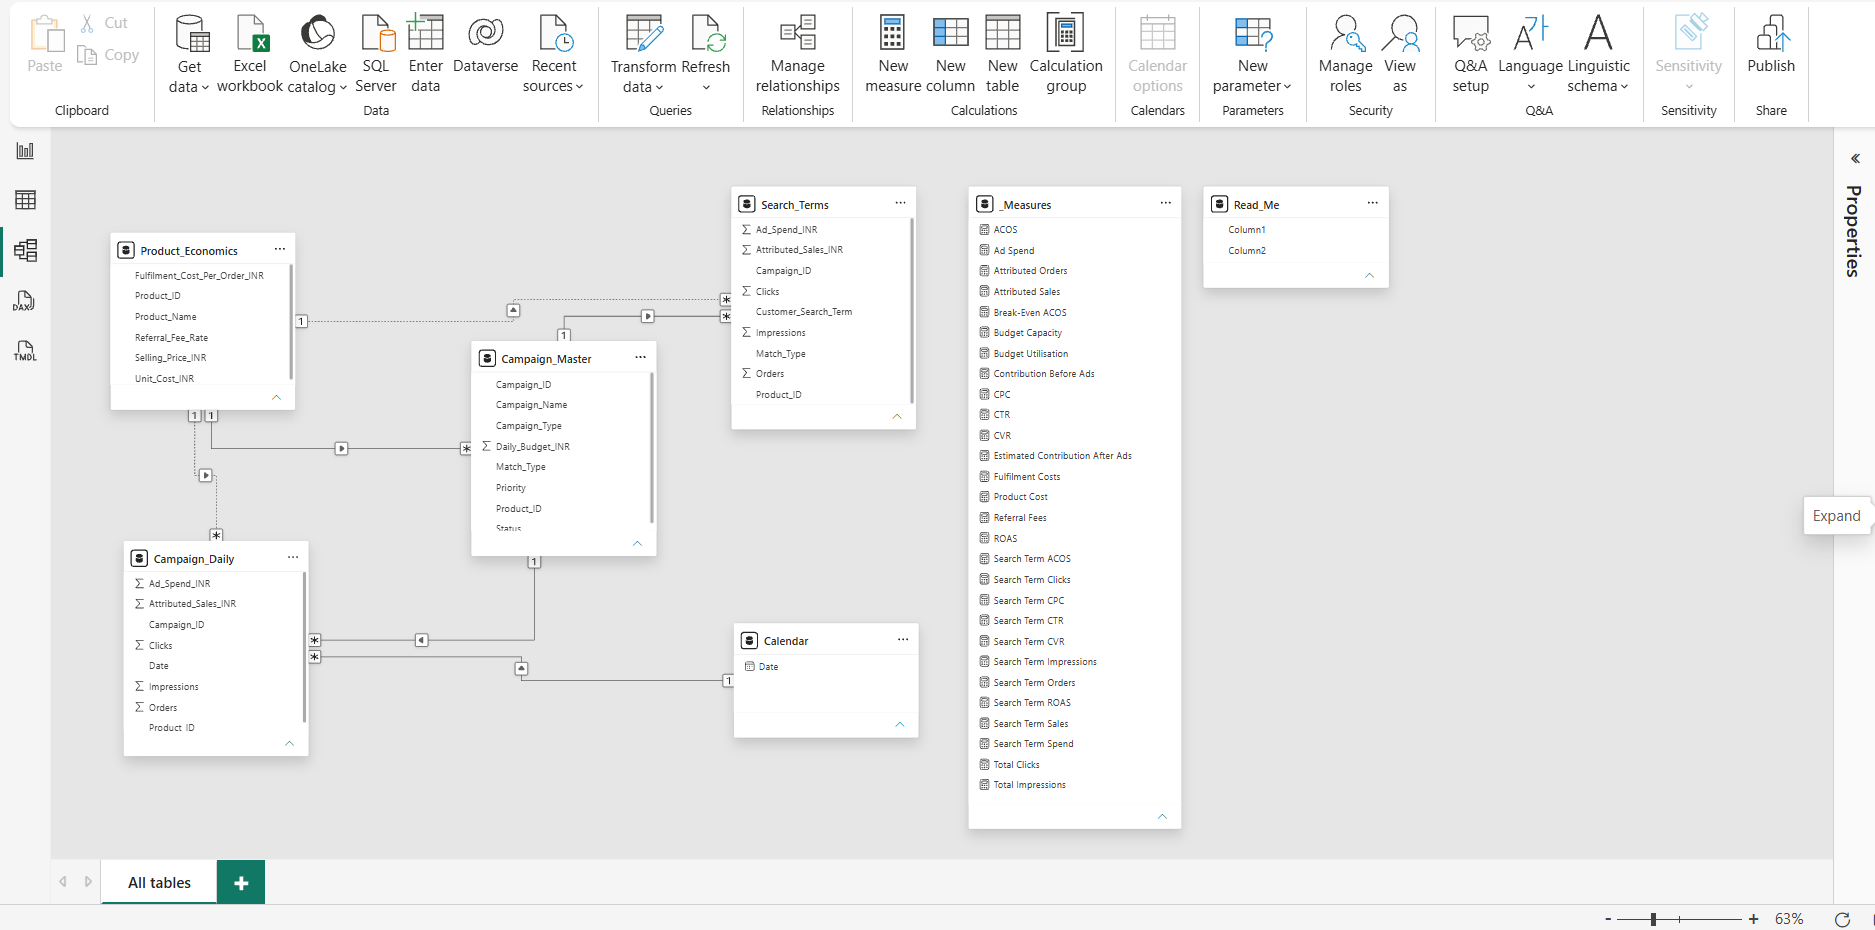 Paste
Cut
Copy
Clipboard
Get data
Excel workbook
OneLake catalog
SQL Server
Enter data
Dataverse
Recent sources
Data
Transform data
Refresh
Queries
Manage relationships
Relationships
New measure
New column
New table
Calculation group
Calculations
Calendar options
Calendars
New parameter
Parameters
Manage roles
View as
Security
Q&A setup
Language
Linguistic schema
Q&A
Sensitivity
Sensitivity
Publish
Share
DAX
TMDL
Product_Economics
Fulfilment_Cost_Per_Order_INR
Product_ID
Product_Name
Referral_Fee_Rate
Selling_Price_INR
Unit_Cost_INR
1
1
1
Campaign_Daily
Ad_Spend_INR
Attributed_Sales_INR
Campaign_ID
Clicks
Date
Impressions
Orders
Product_ID
*
*
*
Campaign_Master
Campaign_ID
Campaign_Name
Campaign_Type
Daily_Budget_INR
Match_Type
Priority
Product_ID
Status
1
*
1
Search_Terms
Ad_Spend_INR
Attributed_Sales_INR
Campaign_ID
Clicks
Customer_Search_Term
Impressions
Match_Type
Orders
Product_ID
*
*
Calendar
Date
1
_Measures
ACOS
Ad Spend
Attributed Orders
Attributed Sales
Break-Even ACOS
Budget Capacity
Budget Utilisation
Contribution Before Ads
CPC
CTR
CVR
Estimated Contribution After Ads
Fulfilment Costs
Product Cost
Referral Fees
ROAS
Search Term ACOS
Search Term Clicks
Search Term CPC
Search Term CTR
Search Term CVR
Search Term Impressions
Search Term Orders
Search Term ROAS
Search Term Sales
Search Term Spend
Total Clicks
Total Impressions
Read_Me
Column1
Column2
Properties
Expand
All tables
+
- + 63%